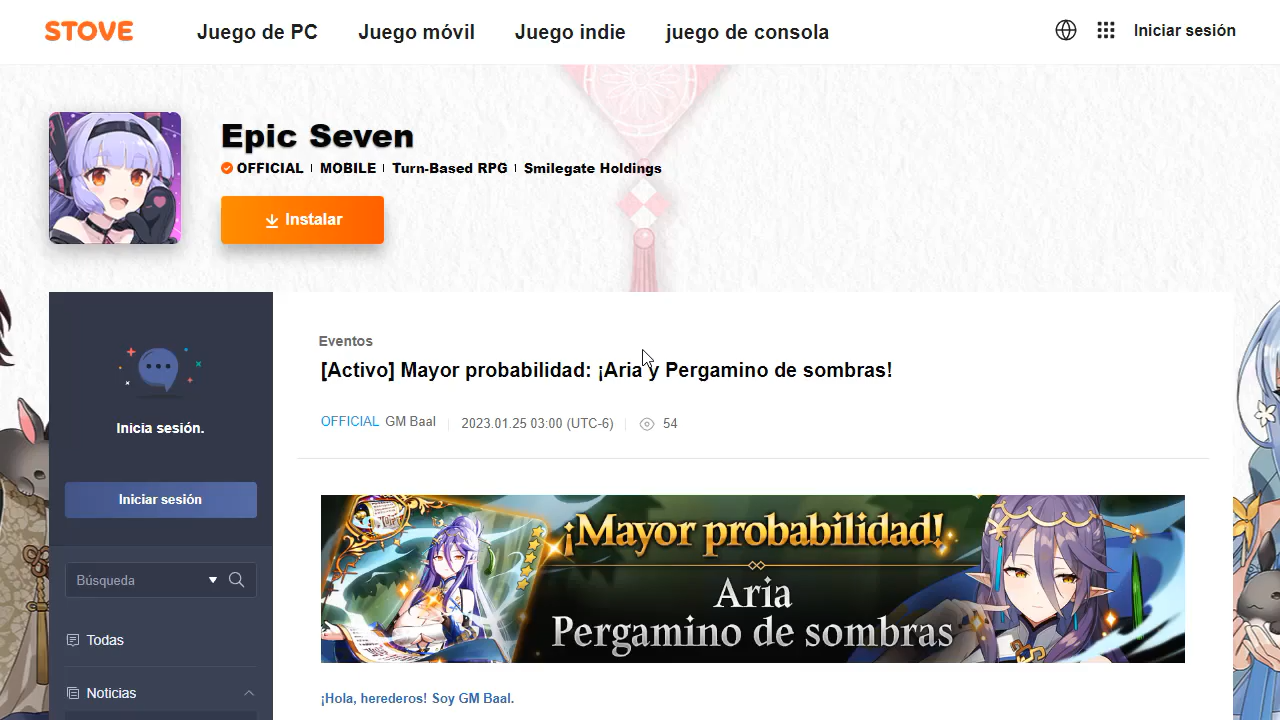 STOVE
Juego de PC
Juego móvil
Juego indie
juego de consola
Iniciar sesión
Epic Seven
OFFICIAL
MOBILE
Turn-Based RPG
Smilegate Holdings
Instalar
Inicia sesión.
Iniciar sesión
Búsqueda
Todas
Noticias
Eventos
[Activo] Mayor probabilidad: ¡Aria y Pergamino de sombras!
OFFICIAL GM Baal
2023.01.25 03:00 (UTC-6)
54
¡Mayor probabilidad!
Aria
Pergamino de sombras
¡Hola, herederos! Soy GM Baal.